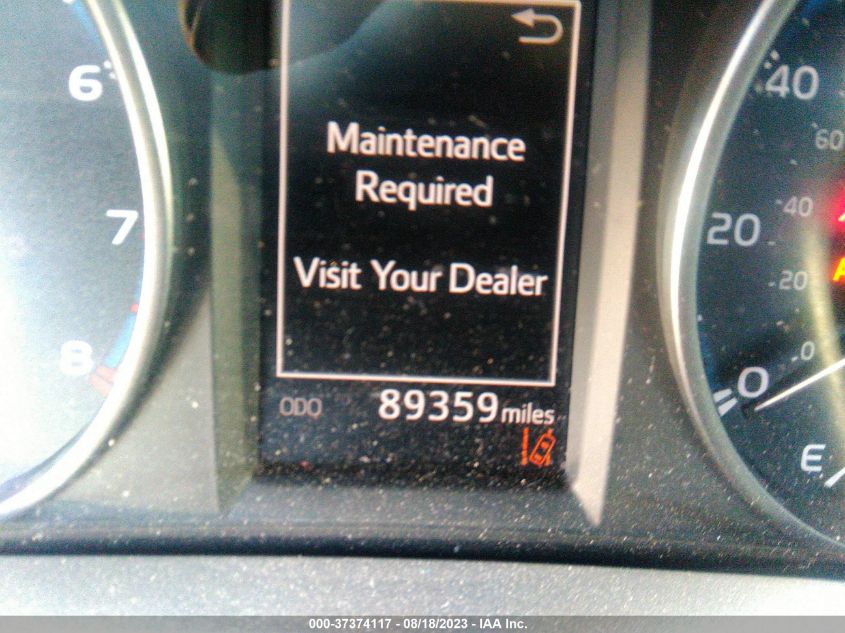 Maintenance
Required
Visit Your Dealer
ODO 89359 miles
6
7
8
40
60
20
40
20
0
0
E
000-37374117 - 08/18/2023 - IAA Inc.